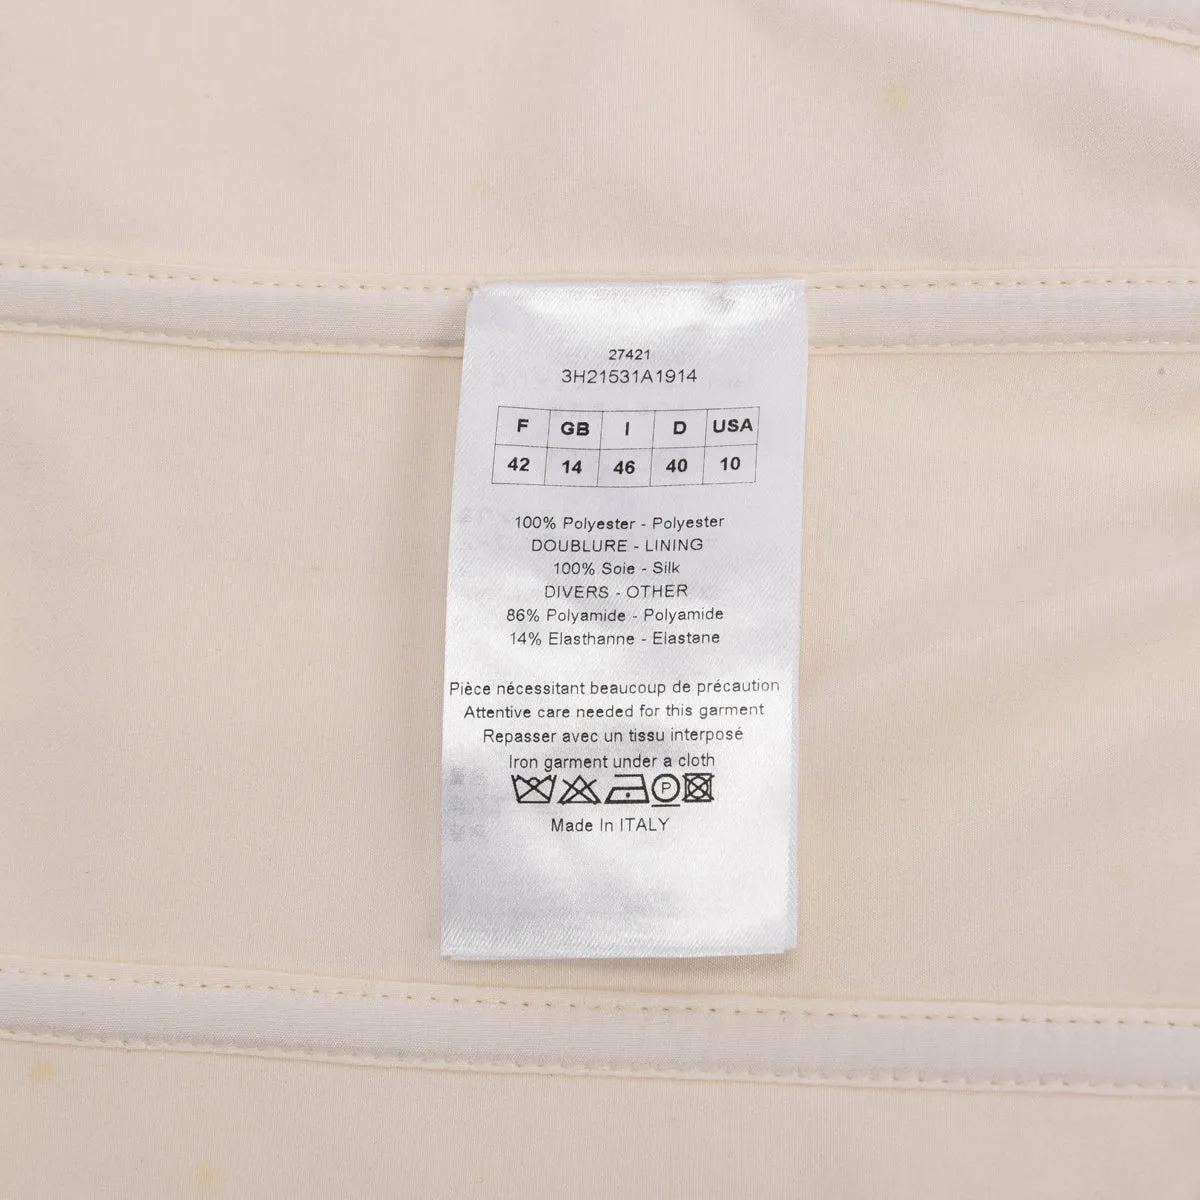 27421
3H21531A1914
F GB I D USA
42 14 46 40 10
100% Polyester - Polyester
DOUBLURE - LINING
100% Soie - Silk
DIVERS - OTHER
86% Polyamide - Polyamide
14% Elasthanne - Elastane
Pièce nécessitant beaucoup de précaution
Attentive care needed for this garment
Repasser avec un tissu interposé
Iron garment under a cloth
P
Made In ITALY